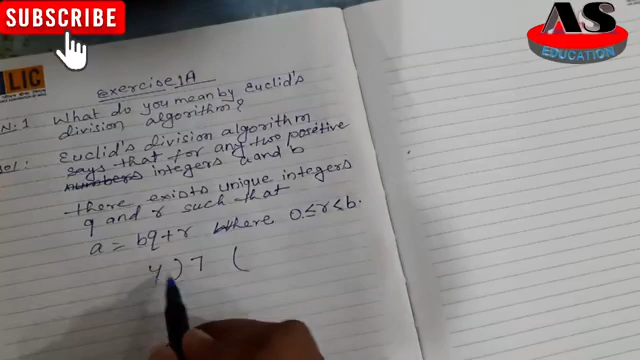 SUBSCRIBE
AS
EDUCATION
LIC
Exercise 1A
N: 1 What do you mean by Euclid's
division algorithm?
Sol: Euclid's division algorithm
says that for any two positive
numbers integers a and b
there exists unique integers
q and r such that
a = bq + r where 0 ≤ r ≤ b.
4 ) 7 (